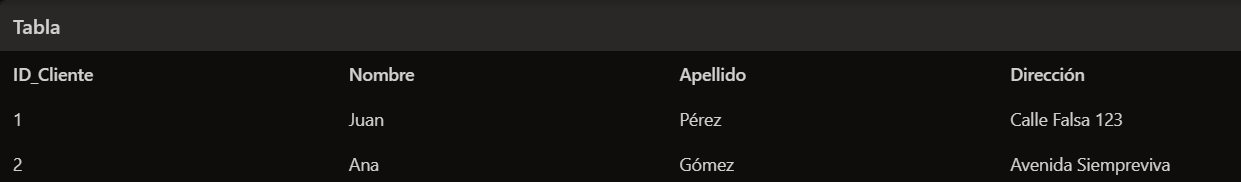 Tabla
ID_Cliente Nombre Apellido Dirección
1 Juan Pérez Calle Falsa 123
2 Ana Gómez Avenida Siempreviva